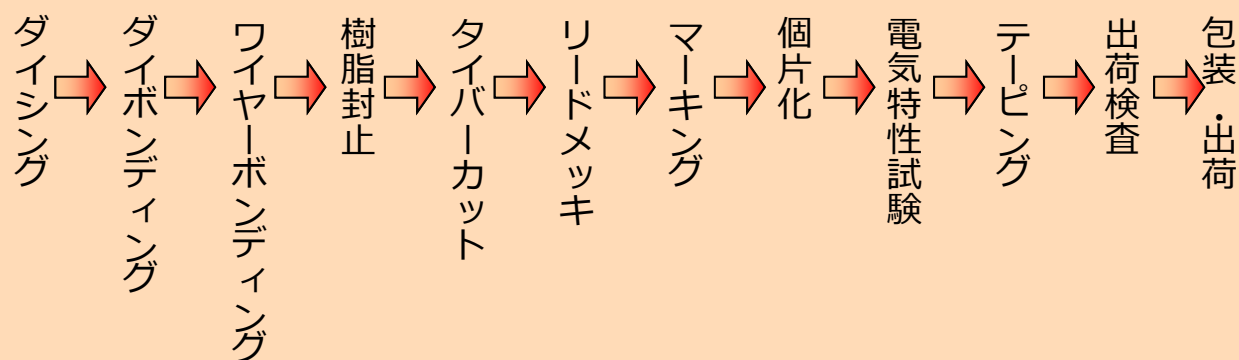 ダイシング
ダイボンディング
ワイヤーボンディング
樹脂封止
タイバーカット
リードメッキ
マーキング
個片化
電気特性試験
テーピング
出荷検査
包装・出荷